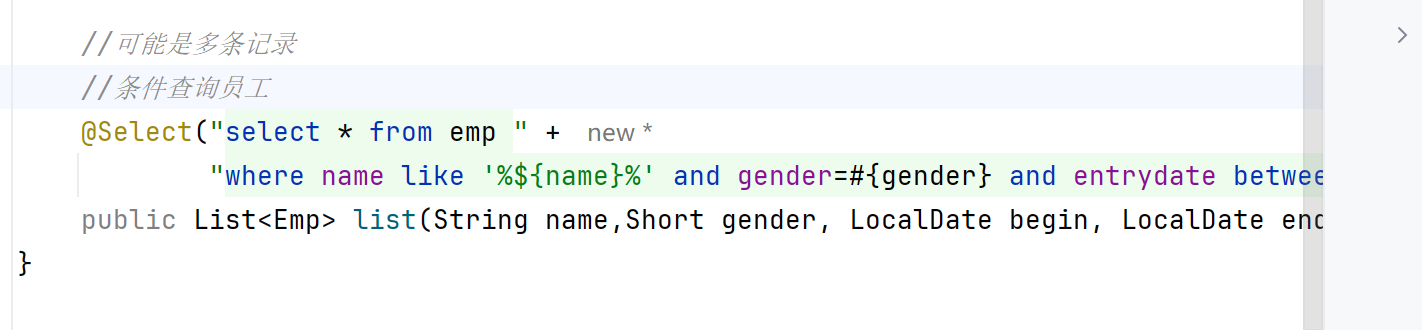 //可能是多条记录
//条件查询员工
@Select("select * from emp " + new *
"where name like '%${name}%' and gender=#{gender} and entrydate betwee
public List<Emp> list(String name,Short gender, LocalDate begin, LocalDate end
}